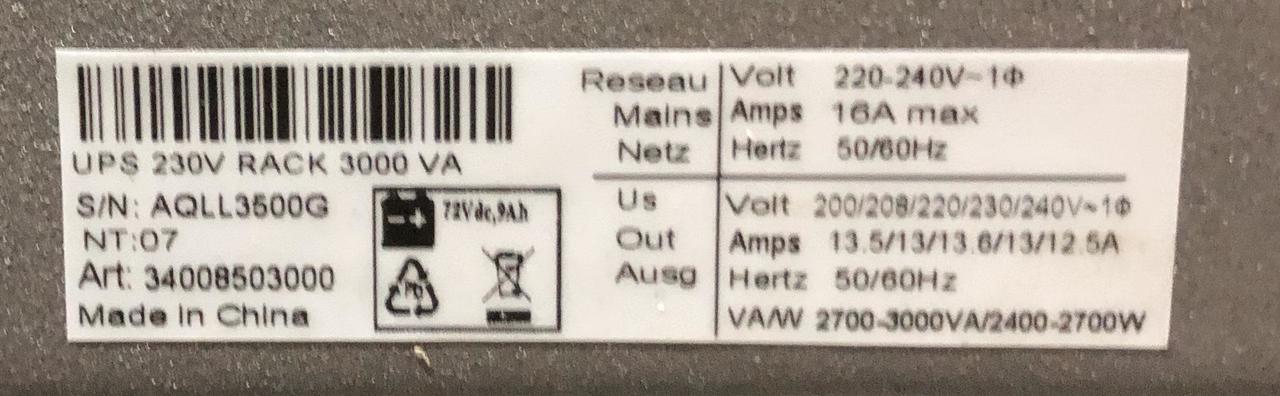 UPS 230V RACK 3000 VA
S/N: AQLL3500G
NT:07
Art: 34008503000
Made in China
72Vdc,9Ah
Pb
Reseau
Mains
Netz
Volt 220-240V~1Φ
Amps 16A max
Hertz 50/60Hz
Us
Out
Ausg
Volt 200/208/220/230/240V~1Φ
Amps 13.5/13/13.6/13/12.5A
Hertz 50/60Hz
VA/W 2700-3000VA/2400-2700W